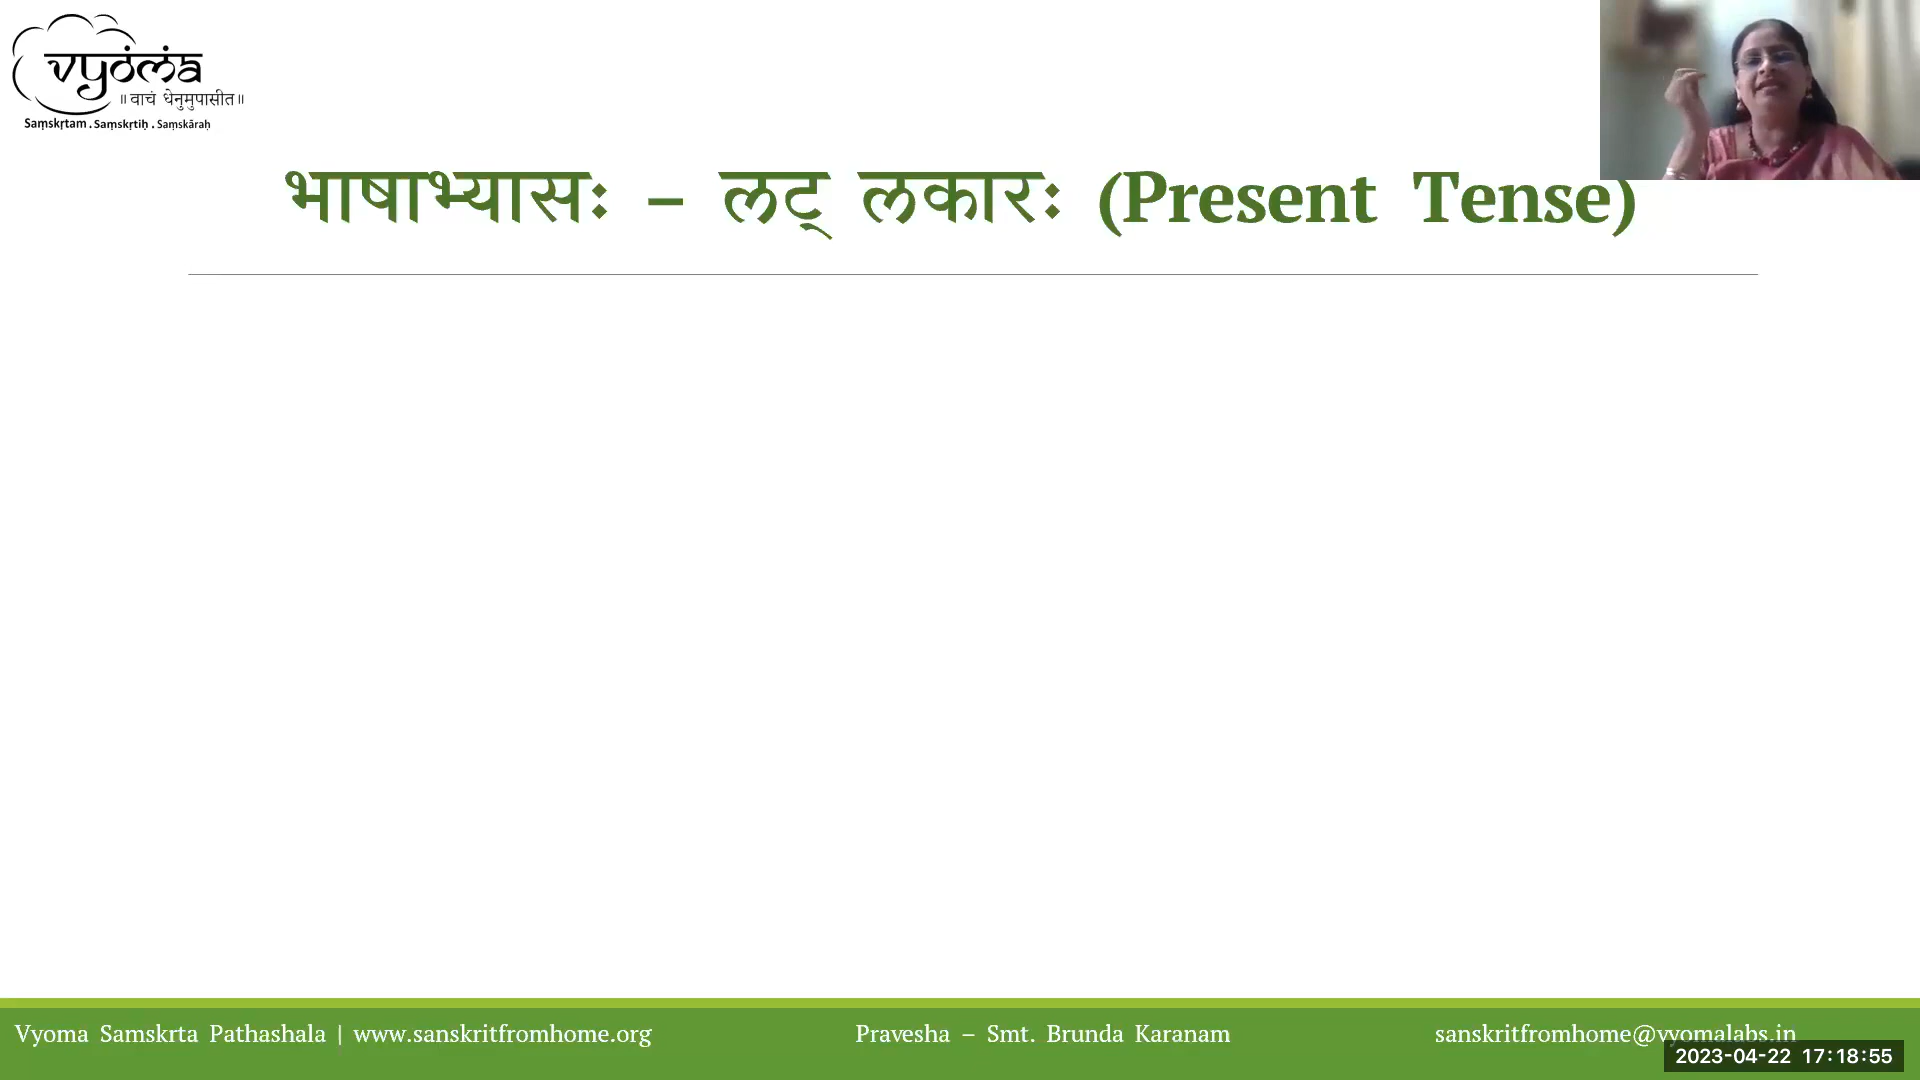 vyoma
॥वाचं धेनुमुपासीत॥
Saṃskṛtam . Saṃskṛtiḥ . Saṃskāraḥ
भाषाभ्यासः – लट् लकारः (Present Tense)
Vyoma Samskrta Pathashala | www.sanskritfromhome.org
Pravesha – Smt. Brunda Karanam
sanskritfromhome@vyomalabs.in
2023-04-22 17:18:55